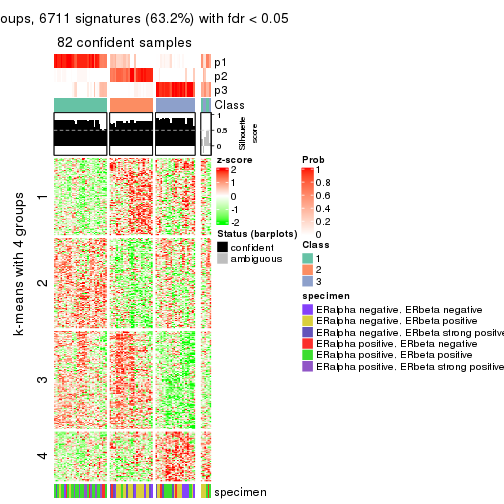 oups, 6711 signatures (63.2%) with fdr < 0.05
82 confident samples
p1
p2
p3
Class
1
0.5
0
Silhouette
score
k-means with 4 groups
1
2
3
4
z-score
2
1
0
-1
-2
Status (barplots)
confident
ambiguous
Prob
1
0.8
0.6
0.4
0.2
0
Class
1
2
3
specimen
ERalpha negative. ERbeta negative
ERalpha negative. ERbeta positive
ERalpha negative. ERbeta strong positive
ERalpha positive. ERbeta negative
ERalpha positive. ERbeta positive
ERalpha positive. ERbeta strong positive
specimen